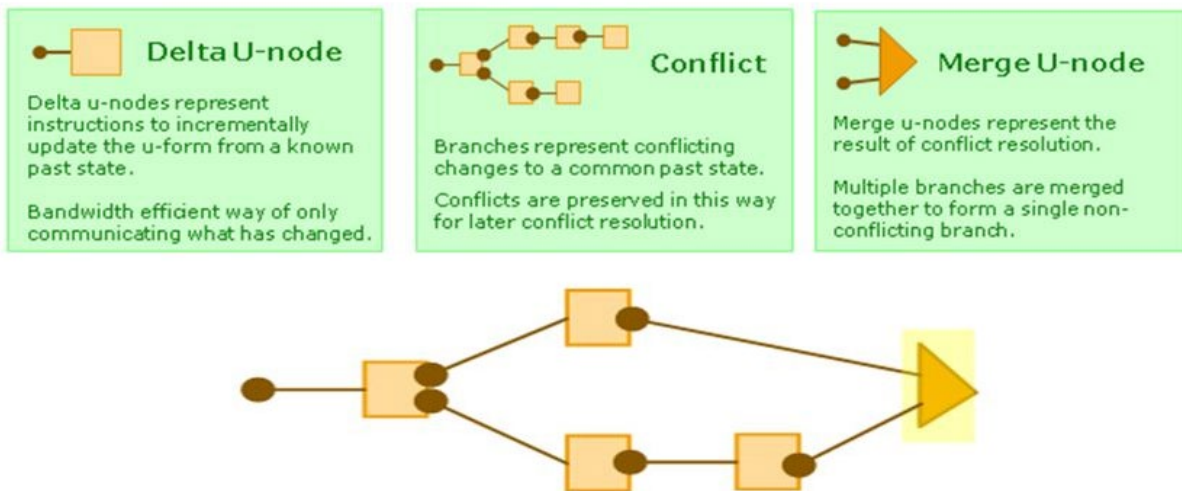 Delta U-node
Delta u-nodes represent
instructions to incrementally
update the u-form from a known
past state.
Bandwidth efficient way of only
communicating what has changed.
Conflict
Branches represent conflicting
changes to a common past state.
Conflicts are preserved in this way
for later conflict resolution.
Merge U-node
Merge u-nodes represent the
result of conflict resolution.
Multiple branches are merged
together to form a single non-
conflicting branch.